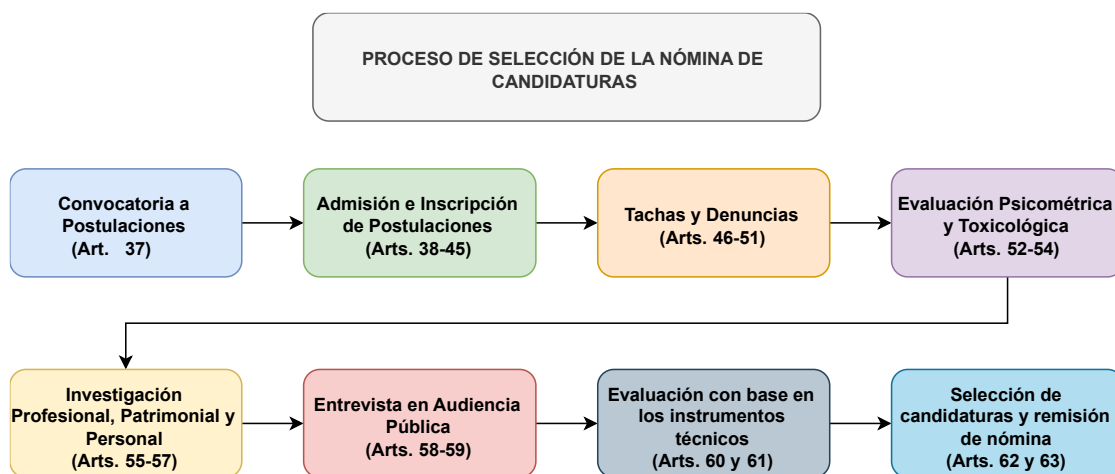 PROCESO DE SELECCIÓN DE LA NÓMINA DE
CANDIDATURAS
Convocatoria a
Postulaciones
(Art. 37)
Admisión e Inscripción
de Postulaciones
(Arts. 38-45)
Tachas y Denuncias
(Arts. 46-51)
Evaluación Psicométrica
y Toxicológica
(Arts. 52-54)
Investigación
Profesional, Patrimonial y
Personal
(Arts. 55-57)
Entrevista en Audiencia
Pública
(Arts. 58-59)
Evaluación con base en
los instrumentos
técnicos
(Arts. 60 y 61)
Selección de
candidaturas y remisión
de nómina
(Arts. 62 y 63)